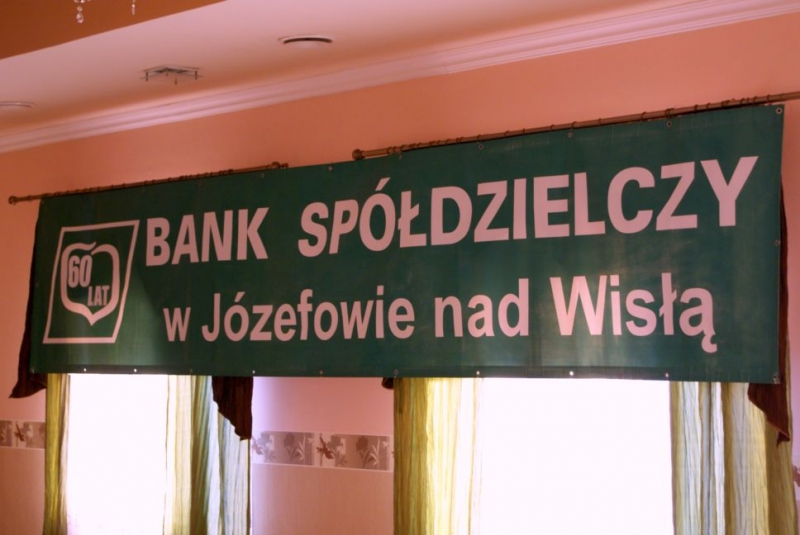 60
LAT
BANK SPÓŁDZIELCZY
w Józefowie nad Wisłą